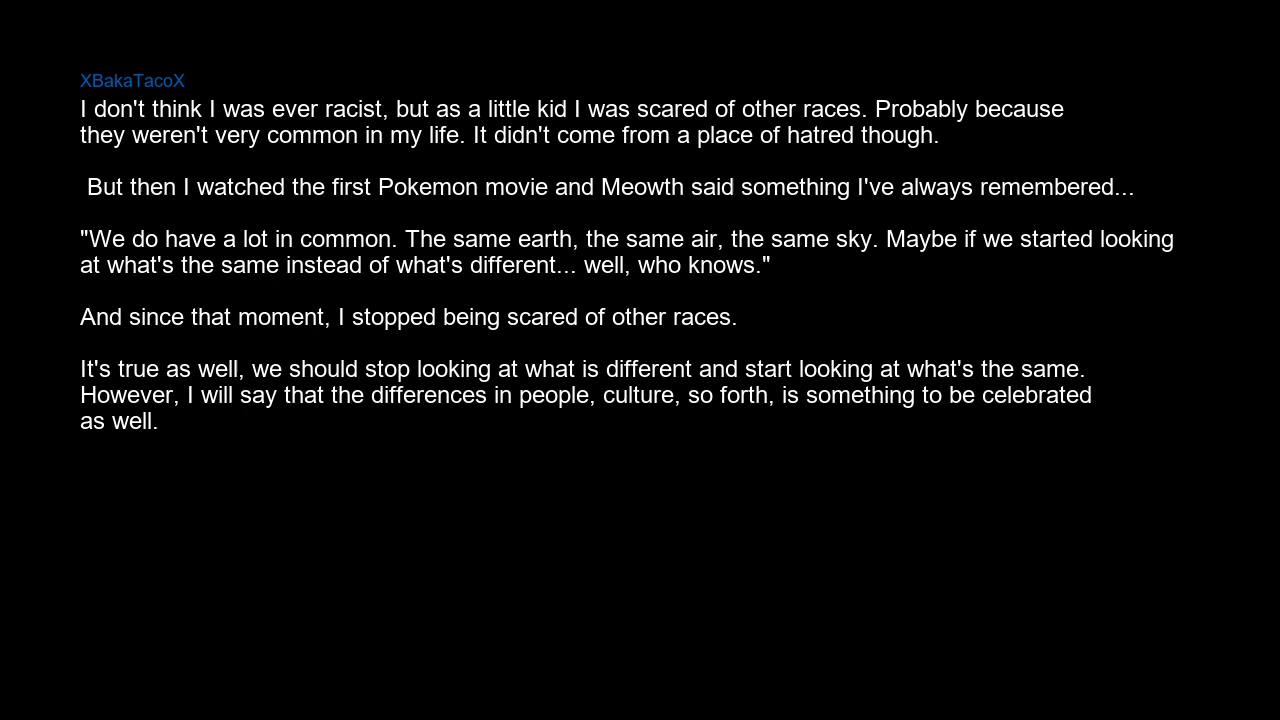 XBakaTacoX
I don't think I was ever racist, but as a little kid I was scared of other races. Probably because
they weren't very common in my life. It didn't come from a place of hatred though.
But then I watched the first Pokemon movie and Meowth said something I've always remembered...
"We do have a lot in common. The same earth, the same air, the same sky. Maybe if we started looking
at what's the same instead of what's different... well, who knows."
And since that moment, I stopped being scared of other races.
It's true as well, we should stop looking at what is different and start looking at what's the same.
However, I will say that the differences in people, culture, so forth, is something to be celebrated
as well.